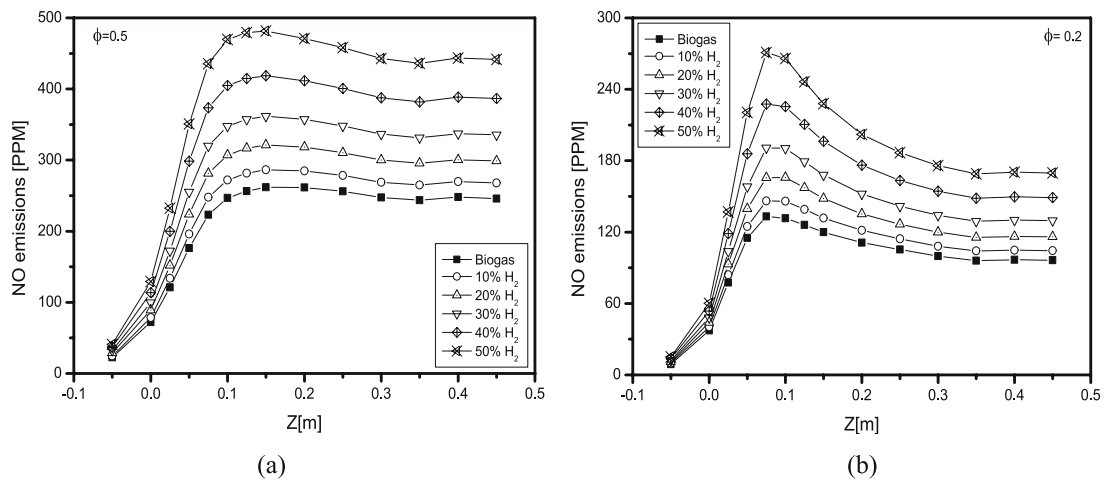 ϕ=0.5
NO emissions [PPM]
500
400
300
200
100
0
-0.1 0.0 0.1 0.2 0.3 0.4 0.5
Z[m]
Biogas
10% H2
20% H2
30% H2
40% H2
50% H2
(a)
ϕ= 0.2
NO emissions [PPM]
300
240
180
120
60
0
-0.1 0.0 0.1 0.2 0.3 0.4 0.5
Z[m]
Biogas
10% H2
20% H2
30% H2
40% H2
50% H2
(b)